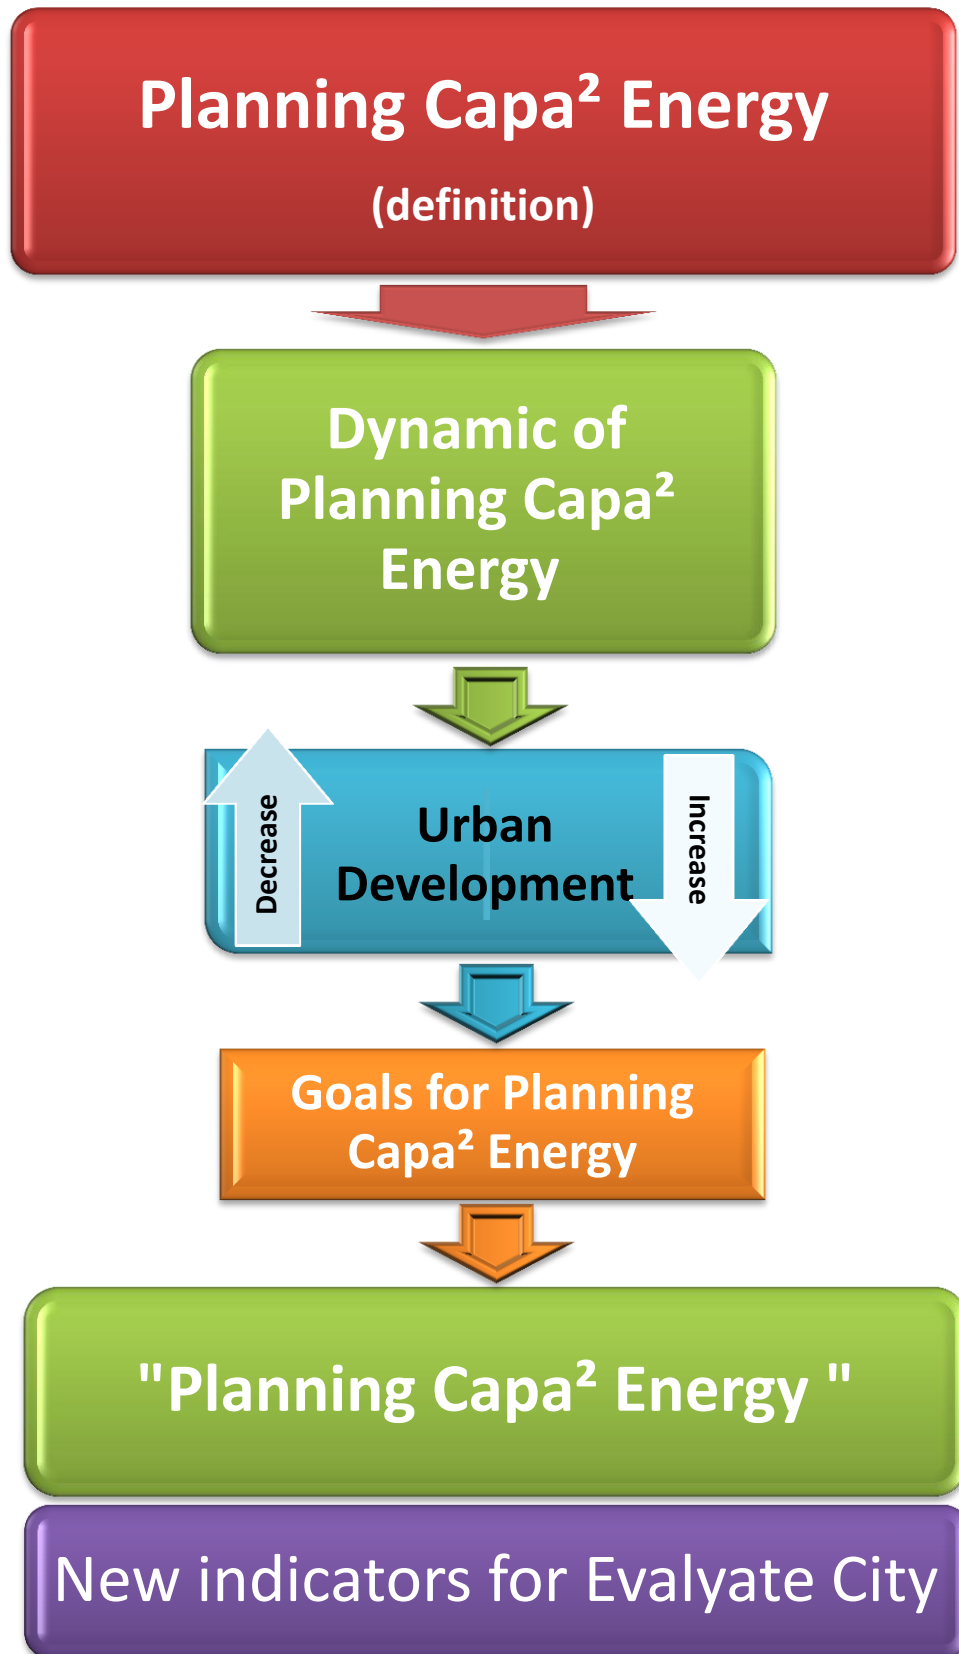 Planning Capa² Energy
(definition)
Dynamic of
Planning Capa²
Energy
Decrease
Urban
Development
Increase
Goals for Planning
Capa² Energy
"Planning Capa² Energy "
New indicators for Evalyate City